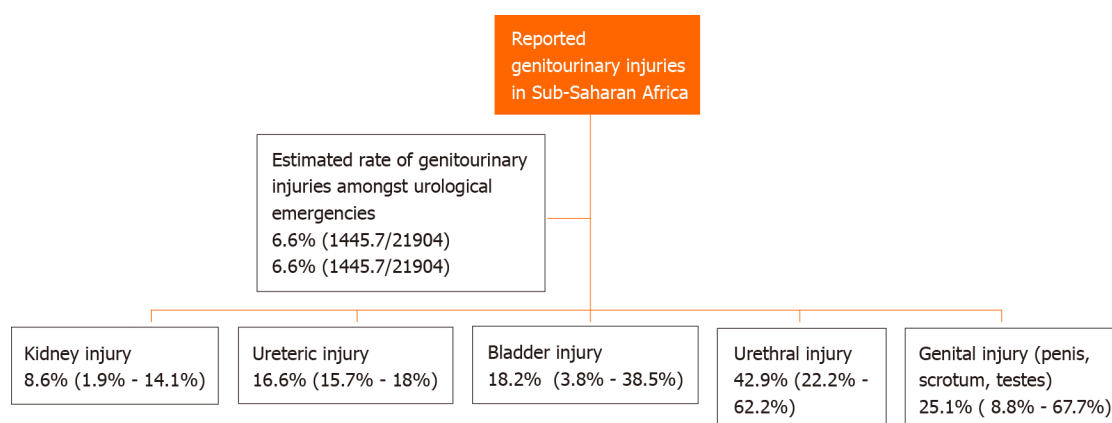 Reported
genitourinary injuries
in Sub-Saharan Africa
Estimated rate of genitourinary
injuries amongst urological
emergencies
6.6% (1445.7/21904)
6.6% (1445.7/21904)
Kidney injury
8.6% (1.9% - 14.1%)
Ureteric injury
16.6% (15.7% - 18%)
Bladder injury
18.2%  (3.8% - 38.5%)
Urethral injury
42.9% (22.2% -
62.2%)
Genital injury (penis,
scrotum, testes)
25.1% ( 8.8% - 67.7%)